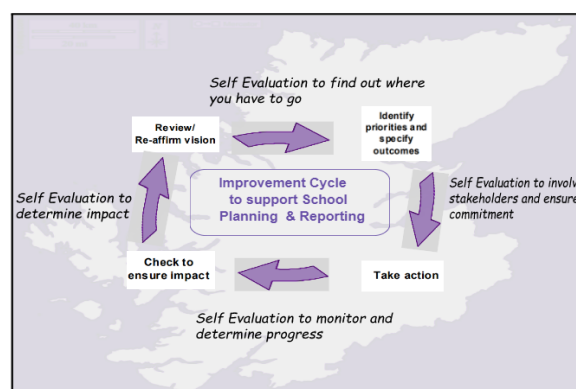 Self Evaluation to find out where
you have to go
Review/
Re-affirm vision
Identify
priorities and
specify
outcomes
Self Evaluation to
determine impact
Improvement Cycle
to support School
Planning & Reporting
Self Evaluation to involv
stakeholders and ensure
commitment
Check to
ensure impact
Take action
Self Evaluation to monitor and
determine progress